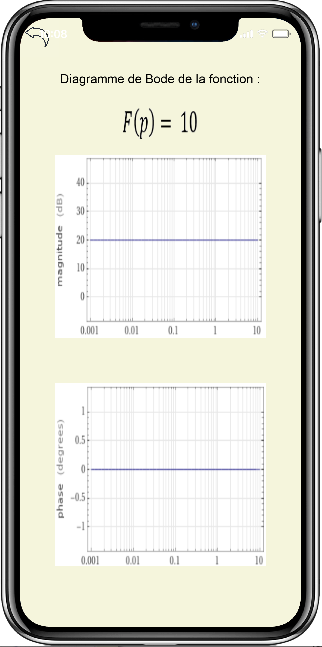 Diagramme de Bode de la fonction :
F(p) = 10
magnitude (dB)
40
30
20
10
0
0.001 0.01 0.1 1 10
phase (degrees)
1
0.5
0
−0.5
−1
0.001 0.01 0.1 1 10